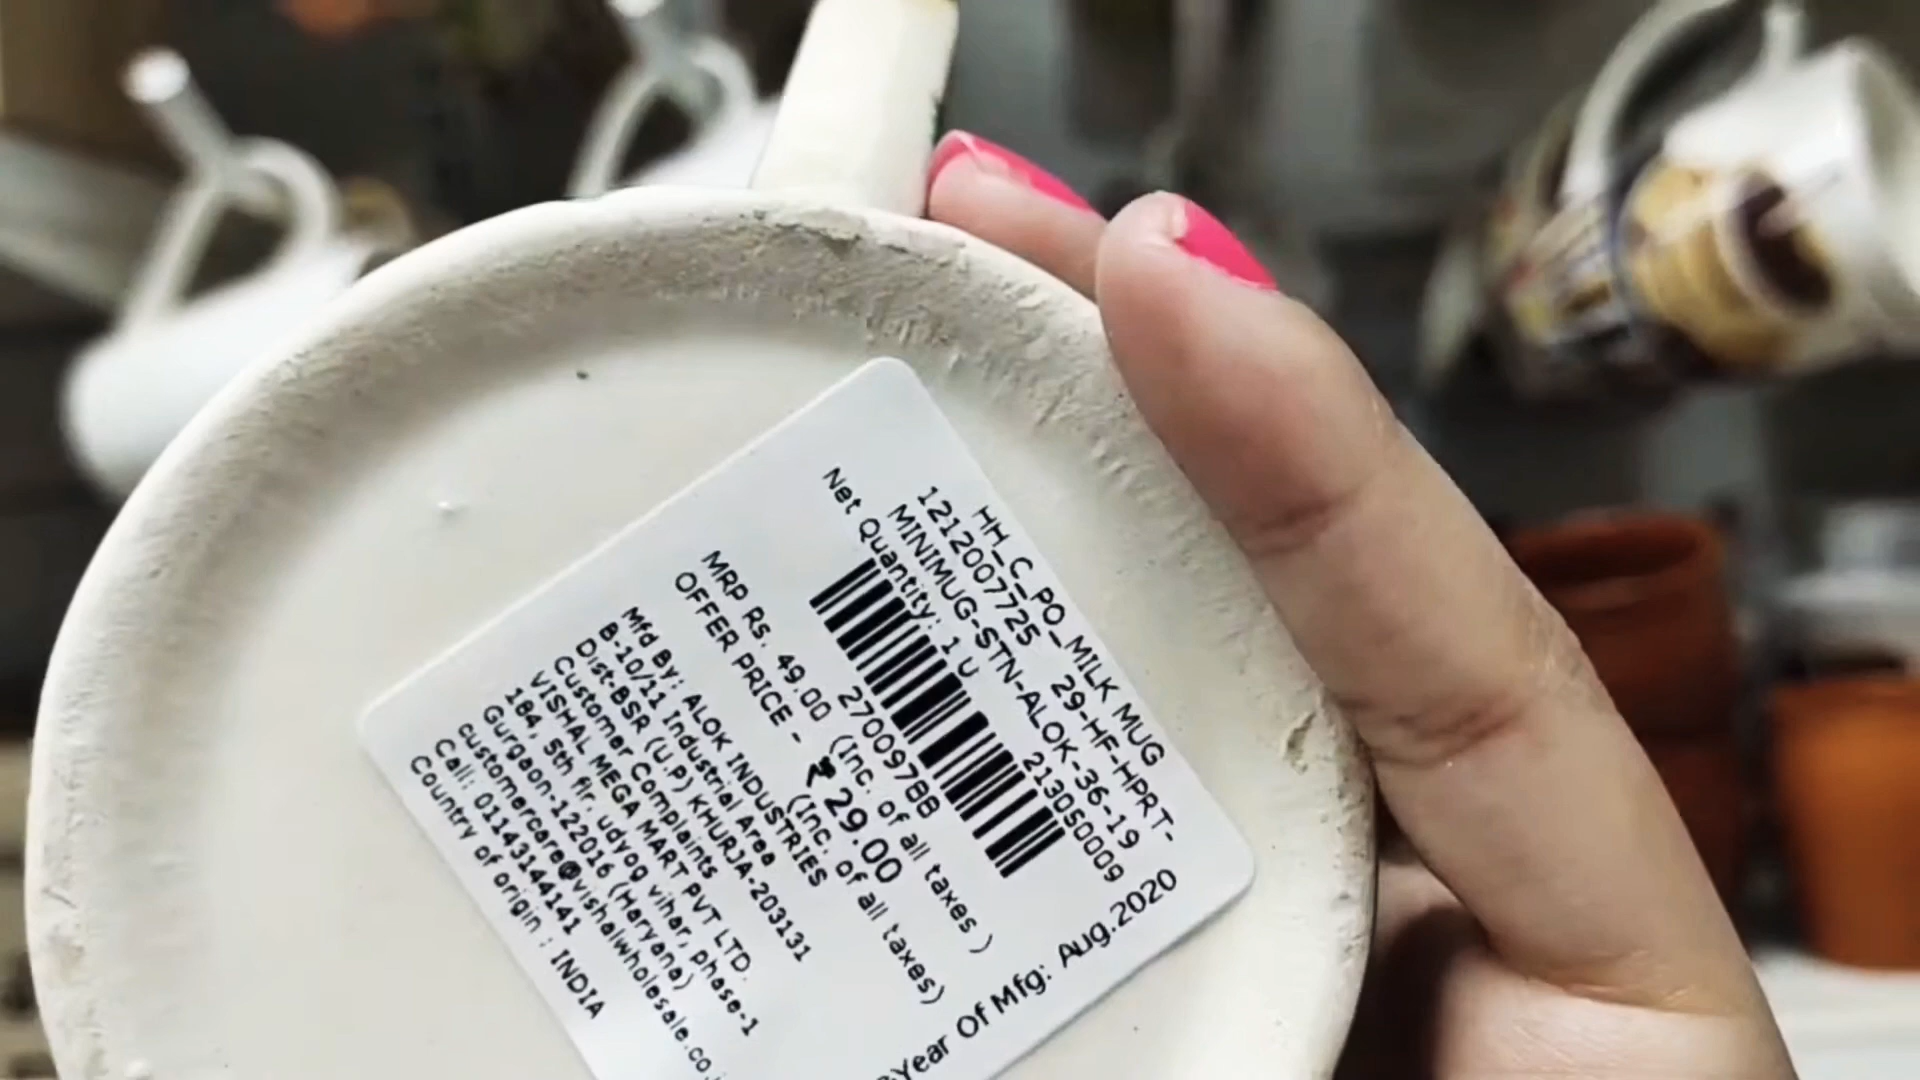 HH_C_PO_MILK MUG
1212007725 29-HF-HPRT-
MINIMUG-STN-ALOK-36-19
Net Quantity: 1 U 213050009
270097BB
MRP Rs. 49.00 (Inc. of all taxes )
OFFER PRICE - ₹29.00 (Inc. of all taxes)
Mfd By: ALOK INDUSTRIES
B-10/11 Industrial Area
Dist-BSR (U.P) KHURJA-203131
Customer Complaints
VISHAL MEGA MART PVT LTD.
184, 5th flr. udyog vihar, phase-1
Gurgaon-122016 (Haryana)
customercare@vishalwholesale.co.
Call: 01143144141
Country of origin : INDIA
Year Of Mfg: Aug.2020